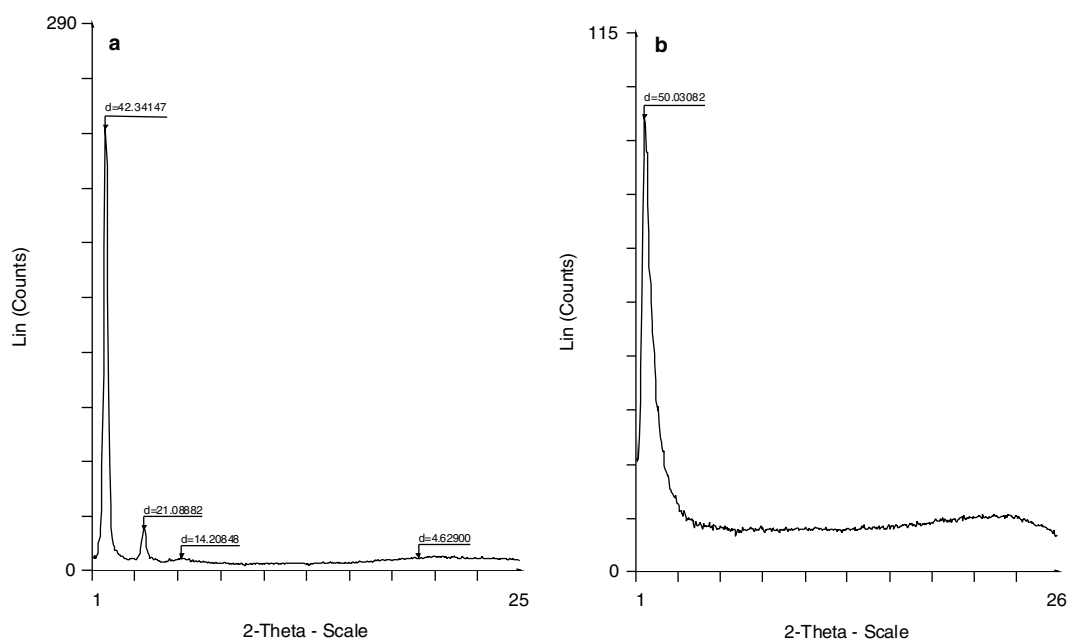 290
a
d=42.34147
Lin (Counts)
d=21.08882
d=14.20848
d=4.62900
0
1
25
2-Theta - Scale
115
b
d=50.03082
Lin (Counts)
0
1
26
2-Theta - Scale